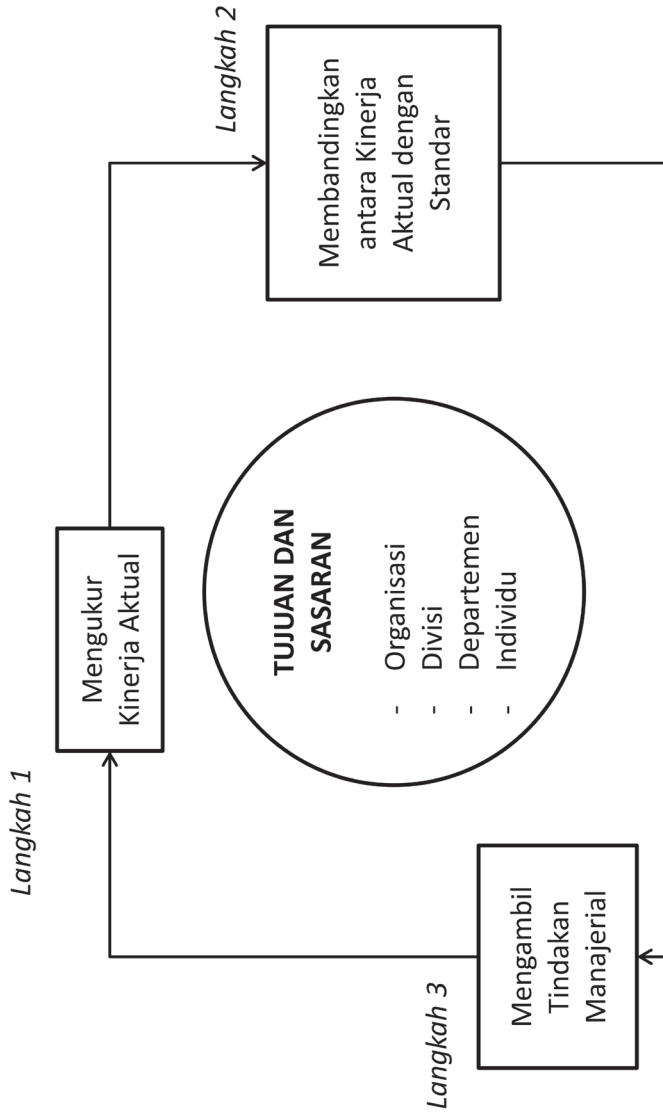 Langkah 1
Mengukur
Kinerja Aktual
Langkah 2
Membandingkan
antara Kinerja
Aktual dengan
Standar
TUJUAN DAN
SASARAN
- Organisasi
- Divisi
- Departemen
- Individu
Langkah 3
Mengambil
Tindakan
Manajerial